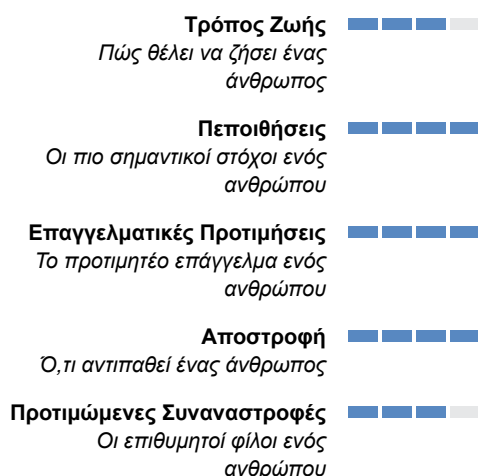 Τρόπος Ζωής
Πώς θέλει να ζήσει ένας
άνθρωπος
Πεποιθήσεις
Οι πιο σημαντικοί στόχοι ενός
ανθρώπου
Επαγγελματικές Προτιμήσεις
Το προτιμητέο επάγγελμα ενός
ανθρώπου
Αποστροφή
Ό,τι αντιπαθεί ένας άνθρωπος
Προτιμώμενες Συναναστροφές
Οι επιθυμητοί φίλοι ενός
ανθρώπου